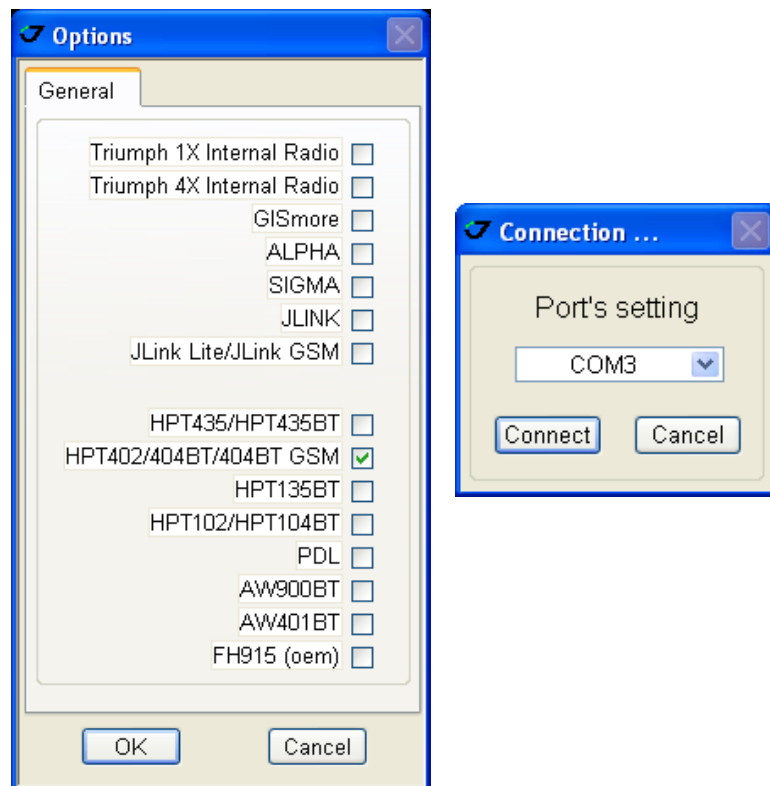 Options
General
Triumph 1X Internal Radio
Triumph 4X Internal Radio
GISmore
ALPHA
SIGMA
JLINK
JLink Lite/JLink GSM
HPT435/HPT435BT
HPT402/404BT/404BT GSM
HPT135BT
HPT102/HPT104BT
PDL
AW900BT
AW401BT
FH915 (oem)
OK Cancel
Connection ...
Port's setting
COM3
Connect Cancel